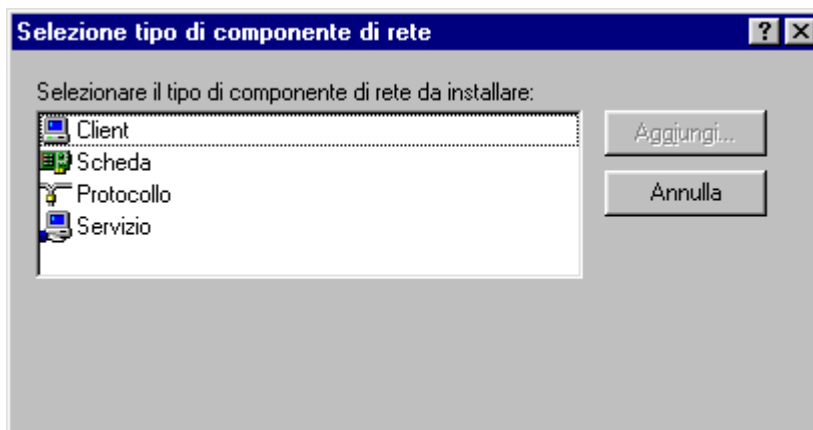 Selezione tipo di componente di rete
Selezionare il tipo di componente di rete da installare:
Client
Scheda
Protocollo
Servizio
Aggiungi...
Annulla